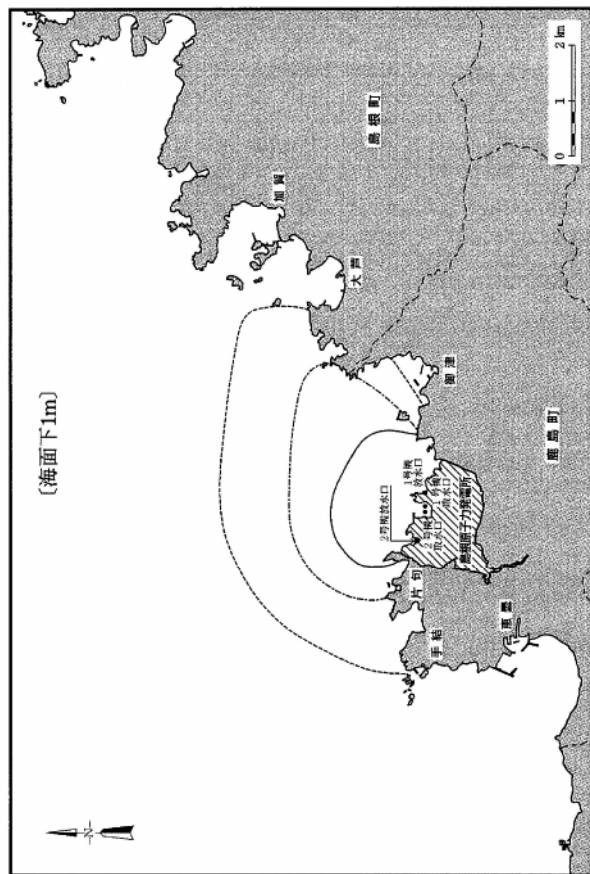 〔海面下1m〕
N
加賀
大芦
島根町
御津
1号機
放水口
1号機
取水口
2号機放水口
2号機
取水口
島根原子力発電所
片句
手結
恵曇
鹿島町
0 1 2km